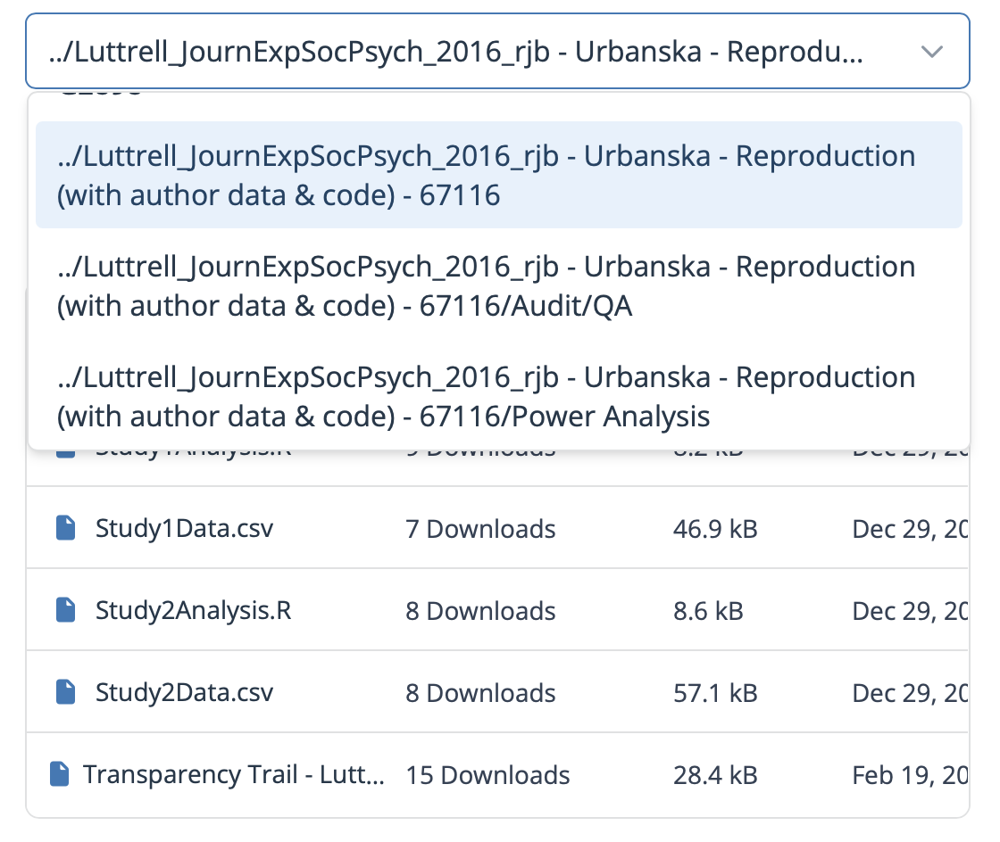 ../Luttrell_JournExpSocPsych_2016_rjb - Urbanska - Reprodu...
../Luttrell_JournExpSocPsych_2016_rjb - Urbanska - Reproduction
(with author data & code) - 67116
../Luttrell_JournExpSocPsych_2016_rjb - Urbanska - Reproduction
(with author data & code) - 67116/Audit/QA
../Luttrell_JournExpSocPsych_2016_rjb - Urbanska - Reproduction
(with author data & code) - 67116/Power Analysis
Study1Analysis.R 9 Downloads 8.2 kB Dec 29, 20
Study1Data.csv 7 Downloads 46.9 kB Dec 29, 20
Study2Analysis.R 8 Downloads 8.6 kB Dec 29, 20
Study2Data.csv 8 Downloads 57.1 kB Dec 29, 20
Transparency Trail - Lutt... 15 Downloads 28.4 kB Feb 19, 20